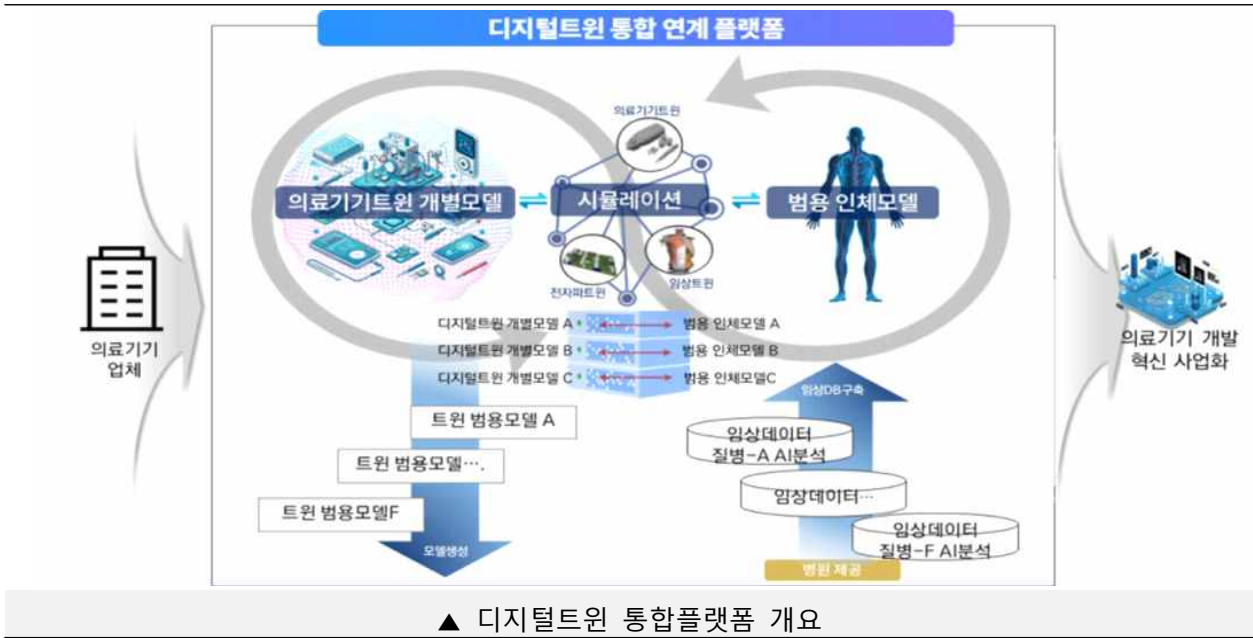 디지털트윈 통합 연계 플랫폼
의료기기트윈
의료기기트윈 개별모델
시뮬레이션
범용 인체모델
전자파트윈
임상트윈
의료기기
업체
의료기기 개발
혁신 사업화
디지털트윈 개별모델 A
범용 인체모델 A
디지털트윈 개별모델 B
범용 인체모델 B
디지털트윈 개별모델 C
범용 인체모델C
트윈 범용모델 A
트윈 범용모델….
트윈 범용모델F
모델생성
임상DB구축
임상데이터
질병-A AI분석
임상데이터…
임상데이터
질병-F AI분석
병원 제공
▲ 디지털트윈 통합플랫폼 개요